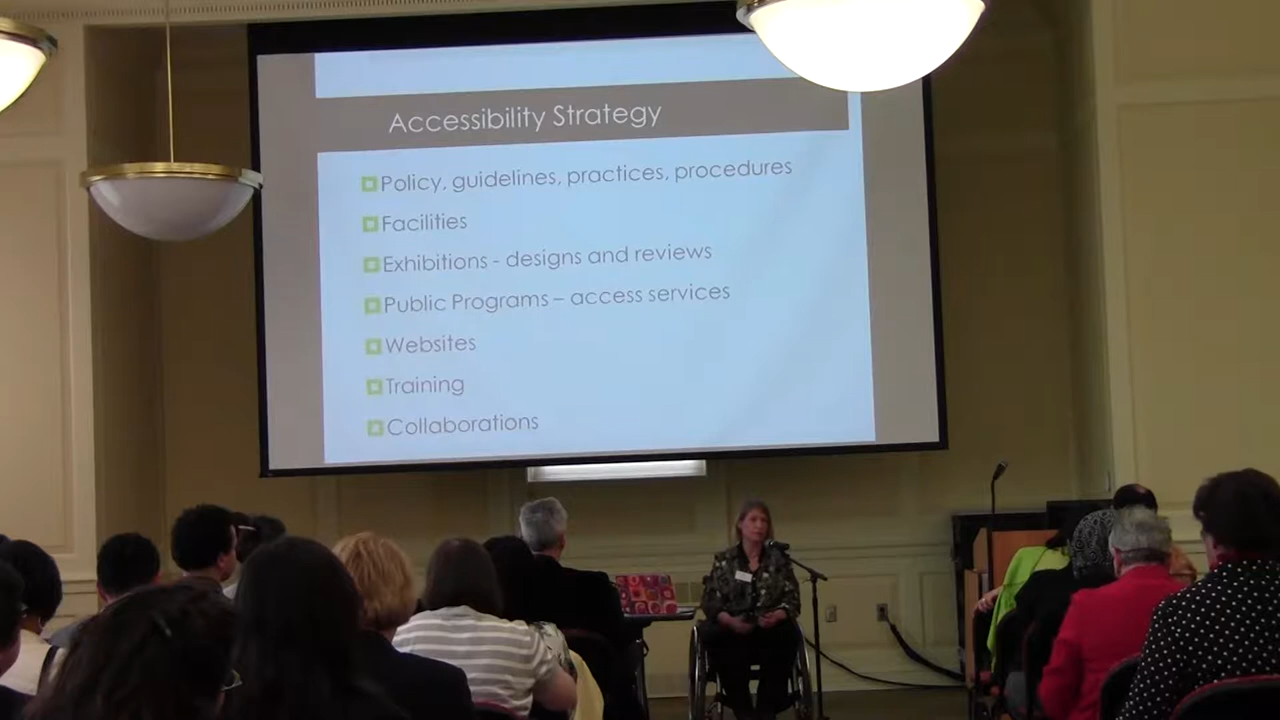 Accessibility Strategy
Policy, guidelines, practices, procedures
Facilities
Exhibitions - designs and reviews
Public Programs – access services
Websites
Training
Collaborations